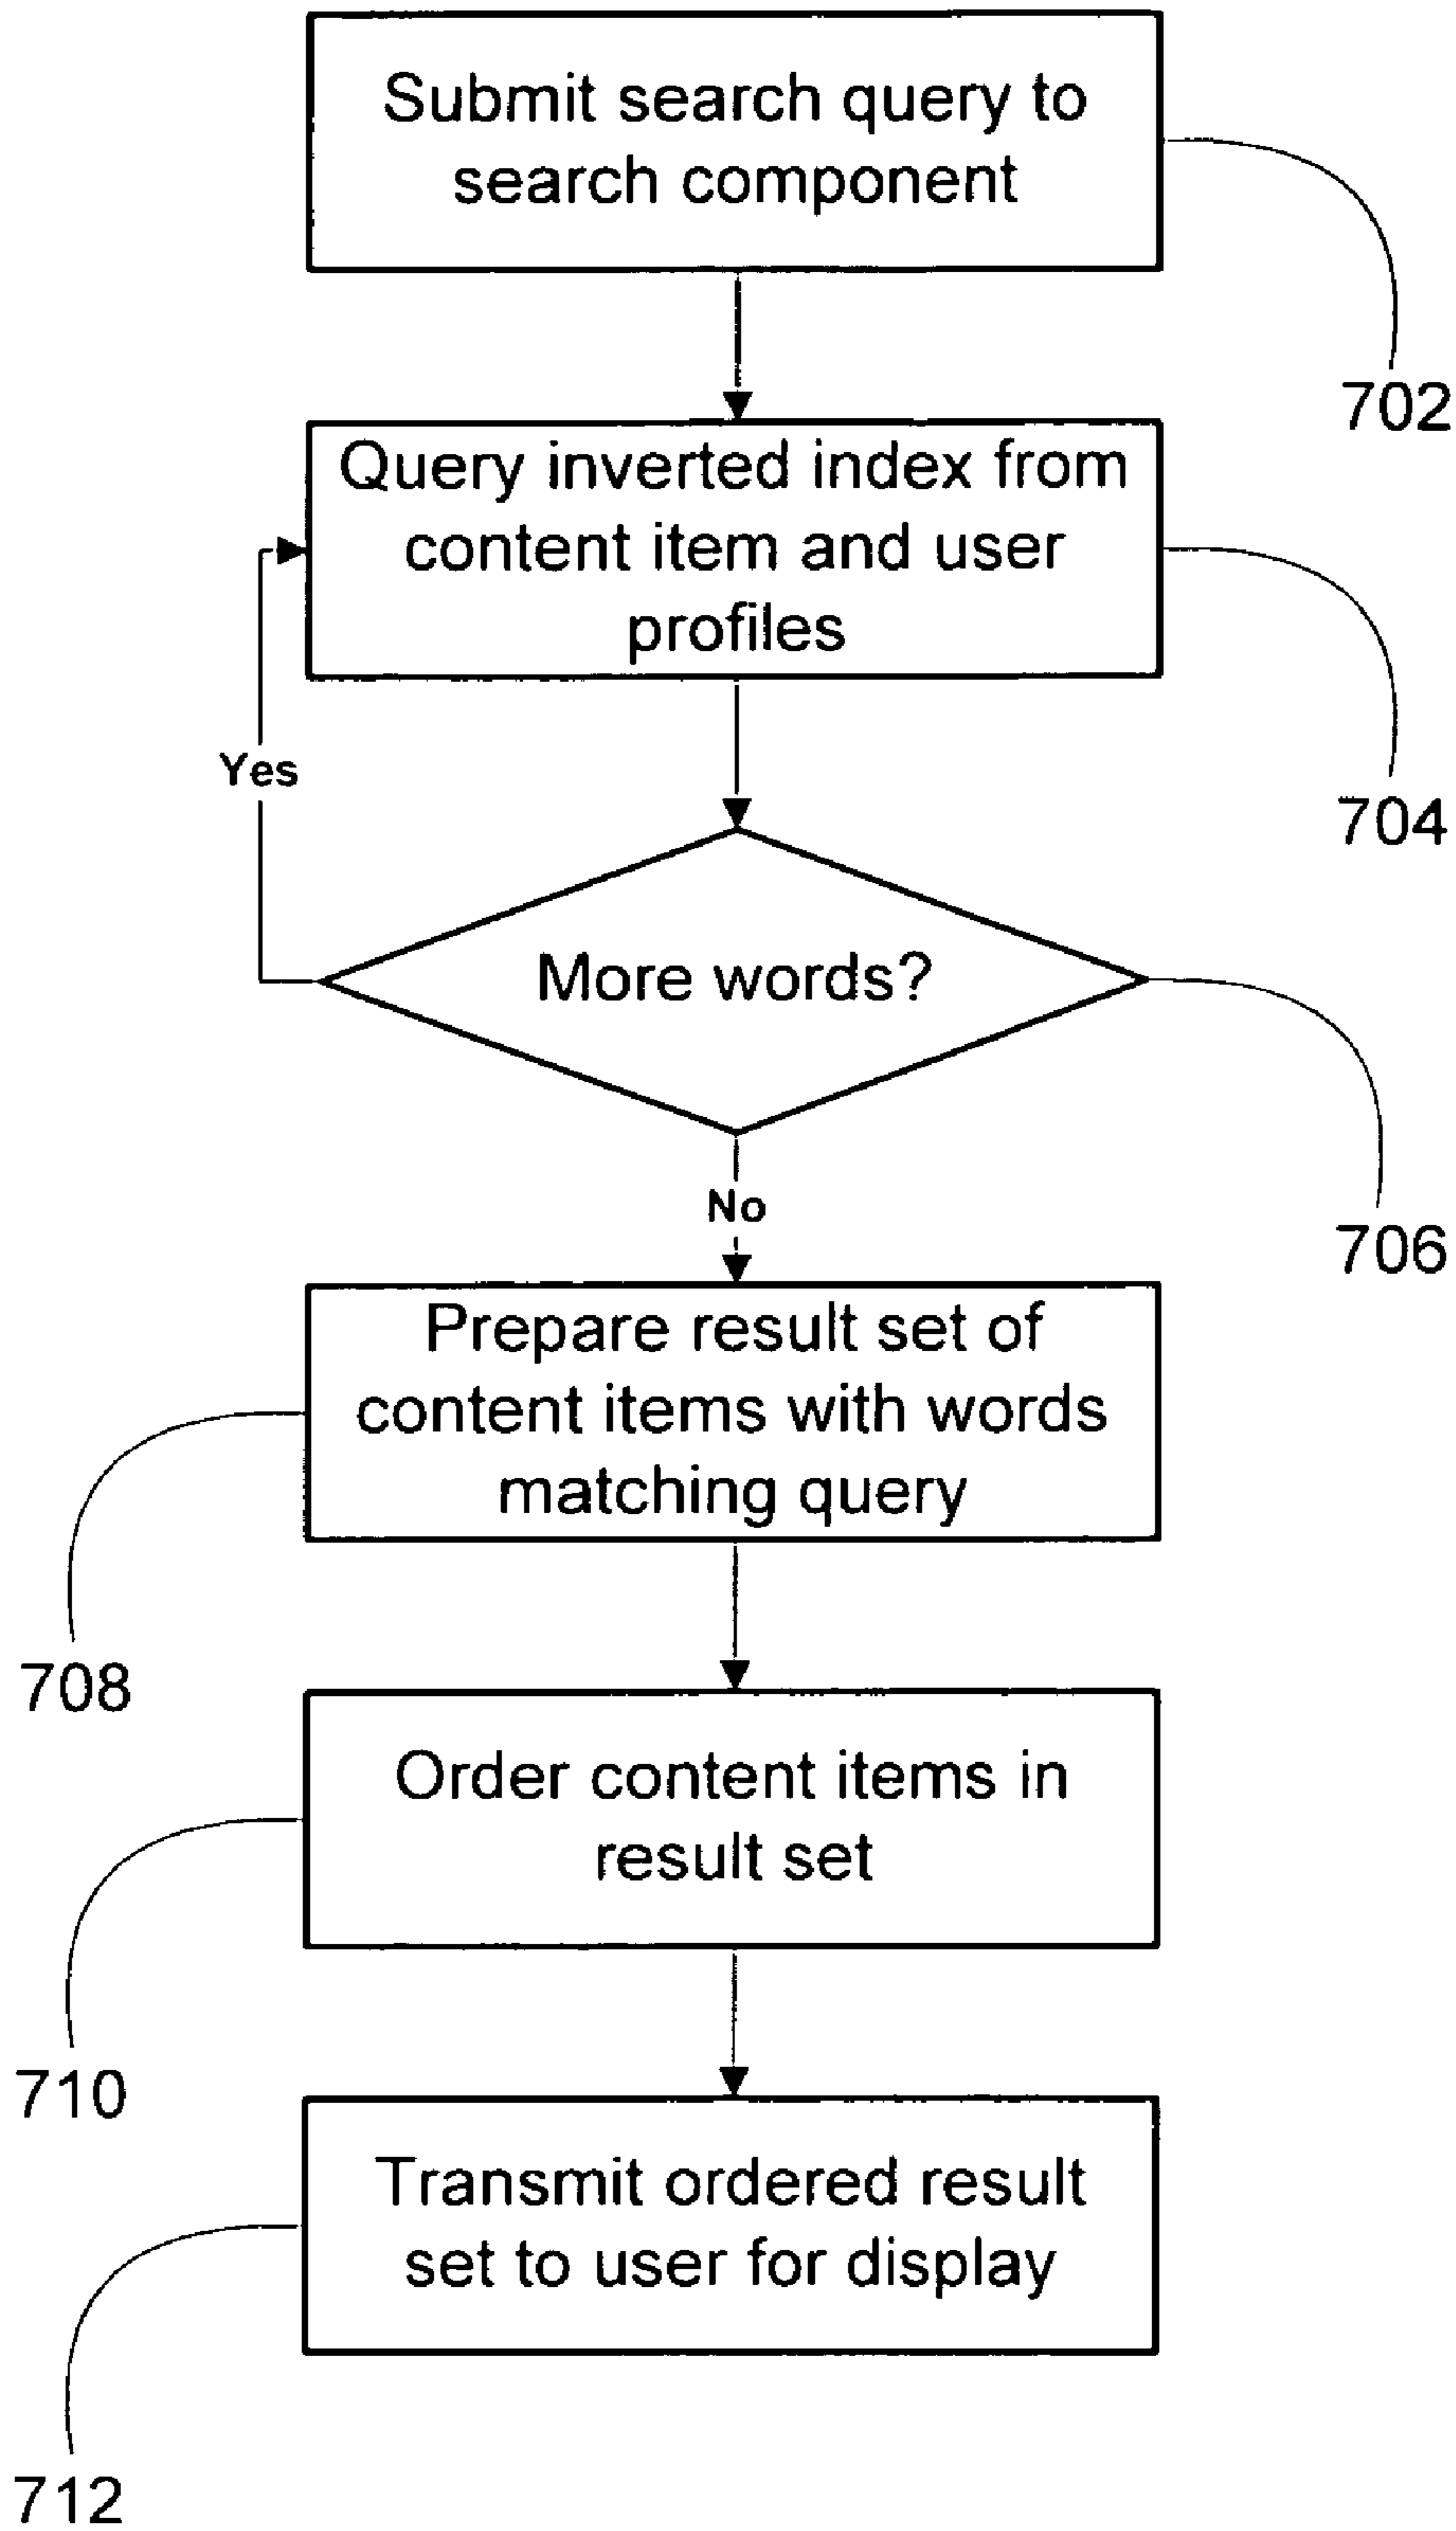 Submit search query to
search component
702
Query inverted index from
content item and user
profiles
704
Yes
More words?
706
No
Prepare result set of
content items with words
matching query
708
Order content items in
result set
710
Transmit ordered result
set to user for display
712